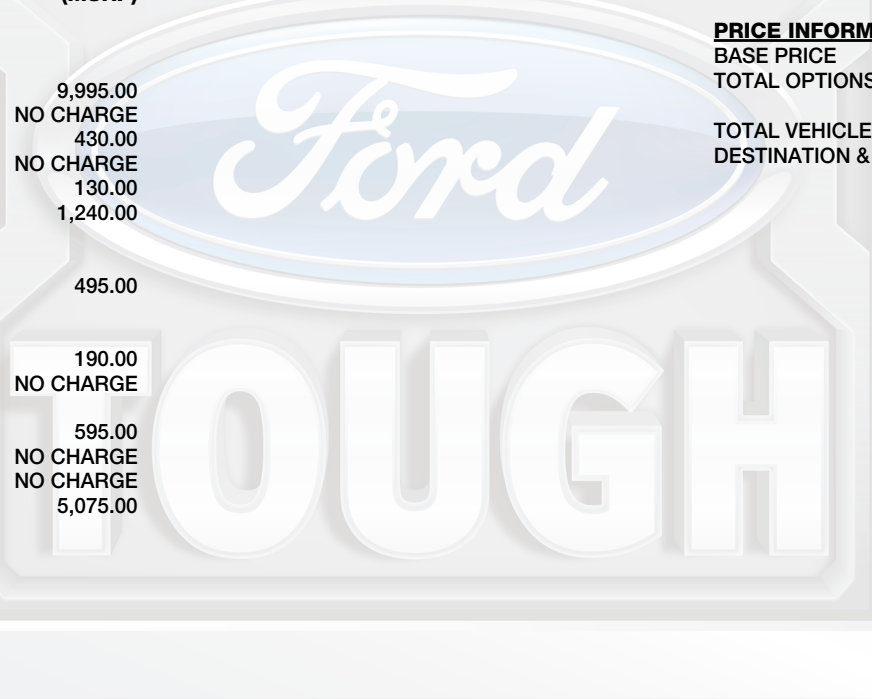 9,995.00
NO CHARGE
430.00
NO CHARGE
130.00
1,240.00
495.00
190.00
NO CHARGE
595.00
NO CHARGE
NO CHARGE
5,075.00
PRICE
BASE PRICE
TOTAL OPTIONS
TOTAL VEHICLE
DESTINATION &
Ford
TOUGH